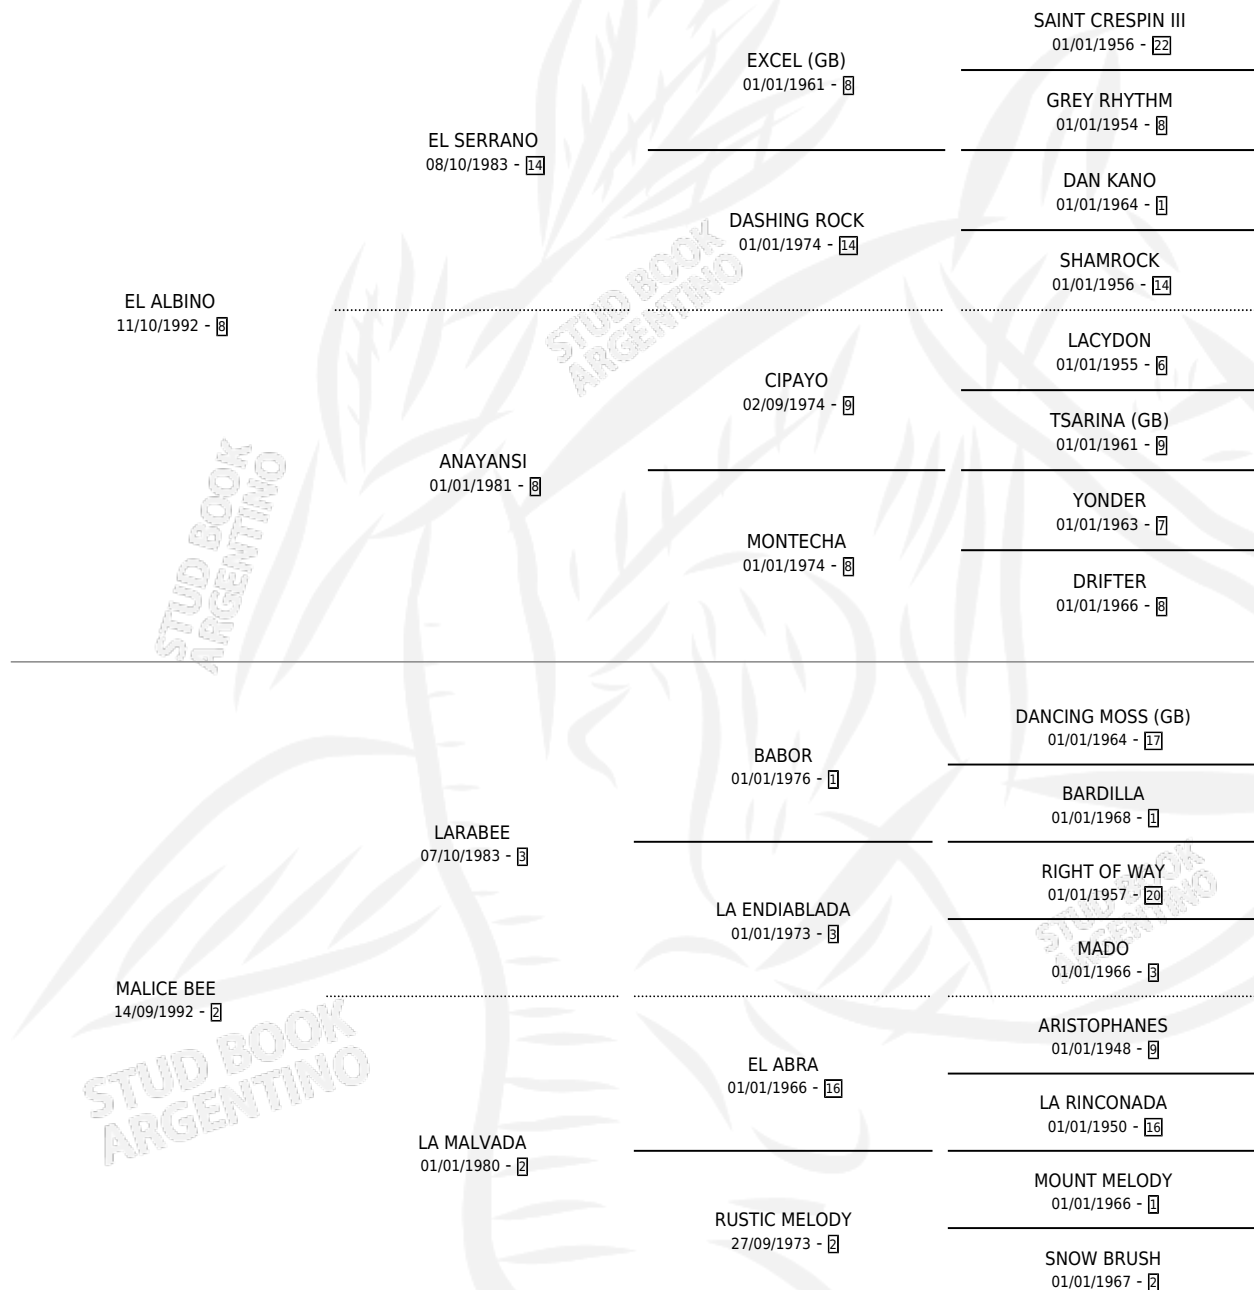 SAINT CRESPIN III
01/01/1956 - 22
EXCEL (GB)
01/01/1961 - 8
GREY RHYTHM
01/01/1954 - 8
EL SERRANO
08/10/1983 - 14
DAN KANO
01/01/1964 - 1
DASHING ROCK
01/01/1974 - 14
SHAMROCK
01/01/1956 - 14
EL ALBINO
11/10/1992 - 8
LACYDON
01/01/1955 - 6
CIPAYO
02/09/1974 - 9
TSARINA (GB)
01/01/1961 - 9
ANAYANSI
01/01/1981 - 8
YONDER
01/01/1963 - 7
MONTECHA
01/01/1974 - 8
DRIFTER
01/01/1966 - 8
DANCING MOSS (GB)
01/01/1964 - 17
BABOR
01/01/1976 - 1
BARDILLA
01/01/1968 - 1
LARABEE
07/10/1983 - 3
RIGHT OF WAY
01/01/1957 - 20
LA ENDIABLADA
01/01/1973 - 3
MADO
01/01/1966 - 3
MALICE BEE
14/09/1992 - 2
ARISTOPHANES
01/01/1948 - 9
EL ABRA
01/01/1966 - 16
LA RINCONADA
01/01/1950 - 16
LA MALVADA
01/01/1980 - 2
MOUNT MELODY
01/01/1966 - 1
RUSTIC MELODY
27/09/1973 - 2
SNOW BRUSH
01/01/1967 - 2
STUD BOOK
ARGENTINO
STUD BOOK
ARGENTINO
STUD BOOK
ARGENTINO
STUD BOOK
ARGENTINO